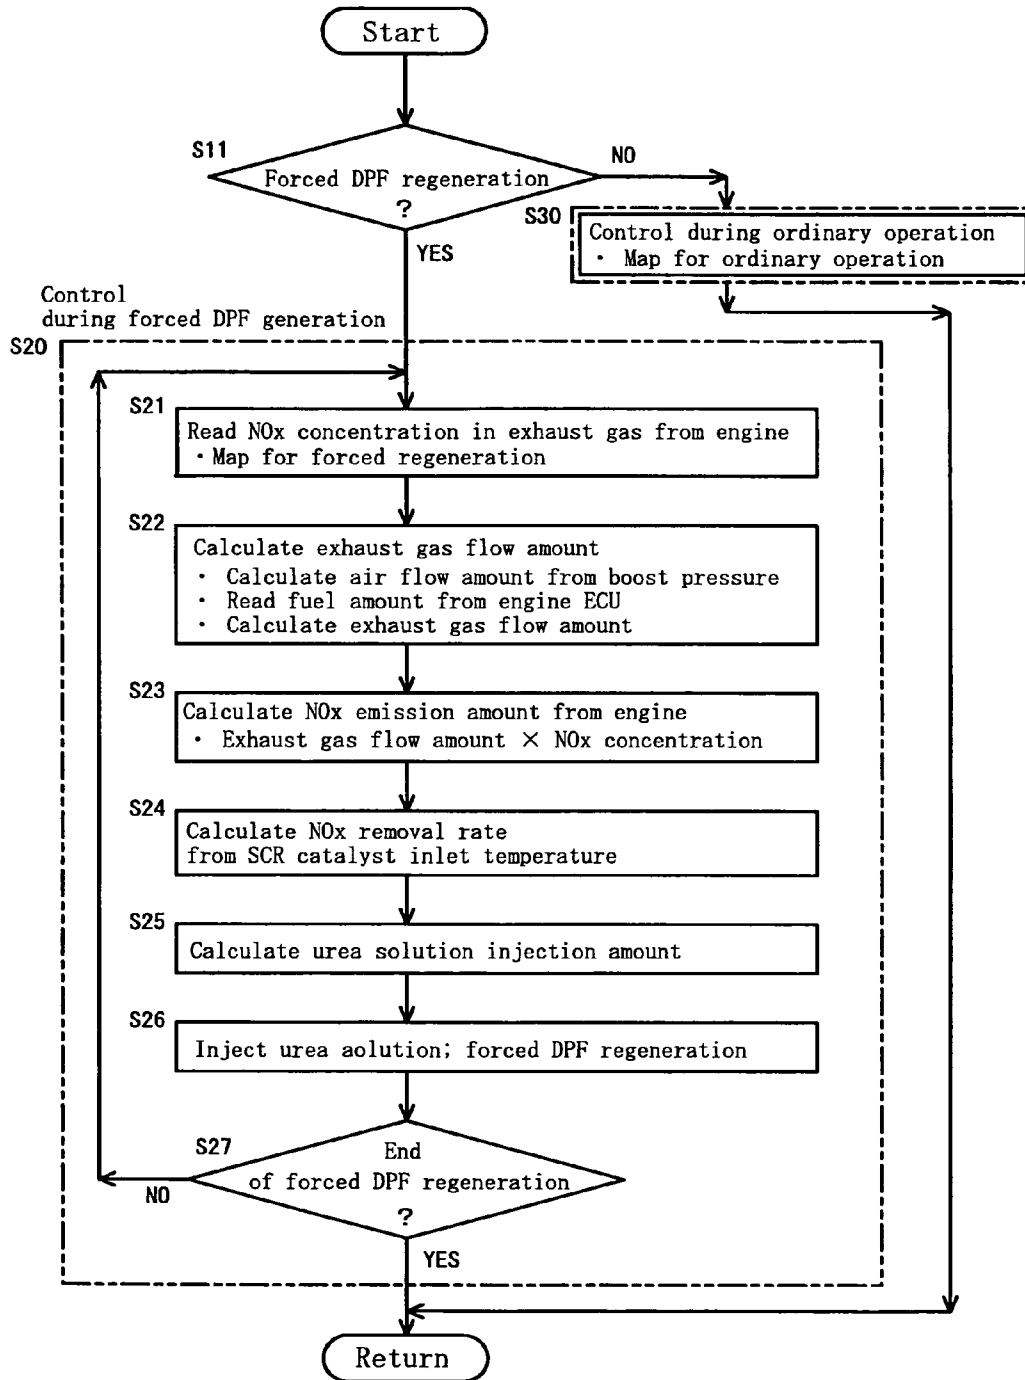 Start
S11
Forced DPF regeneration
?
NO
YES
S30
Control during ordinary operation
・ Map for ordinary operation
Control
during forced DPF generation
S20
S21
Read NOx concentration in exhaust gas from engine
・Map for forced regeneration
S22
Calculate exhaust gas flow amount
・ Calculate air flow amount from boost pressure
・ Read fuel amount from engine ECU
・ Calculate exhaust gas flow amount
S23
Calculate NOx emission amount from engine
・ Exhaust gas flow amount × NOx concentration
S24
Calculate NOx removal rate
from SCR catalyst inlet temperature
S25
Calculate urea solution injection amount
S26
Inject urea aolution; forced DPF regeneration
S27
End
of forced DPF regeneration
?
NO
YES
Return